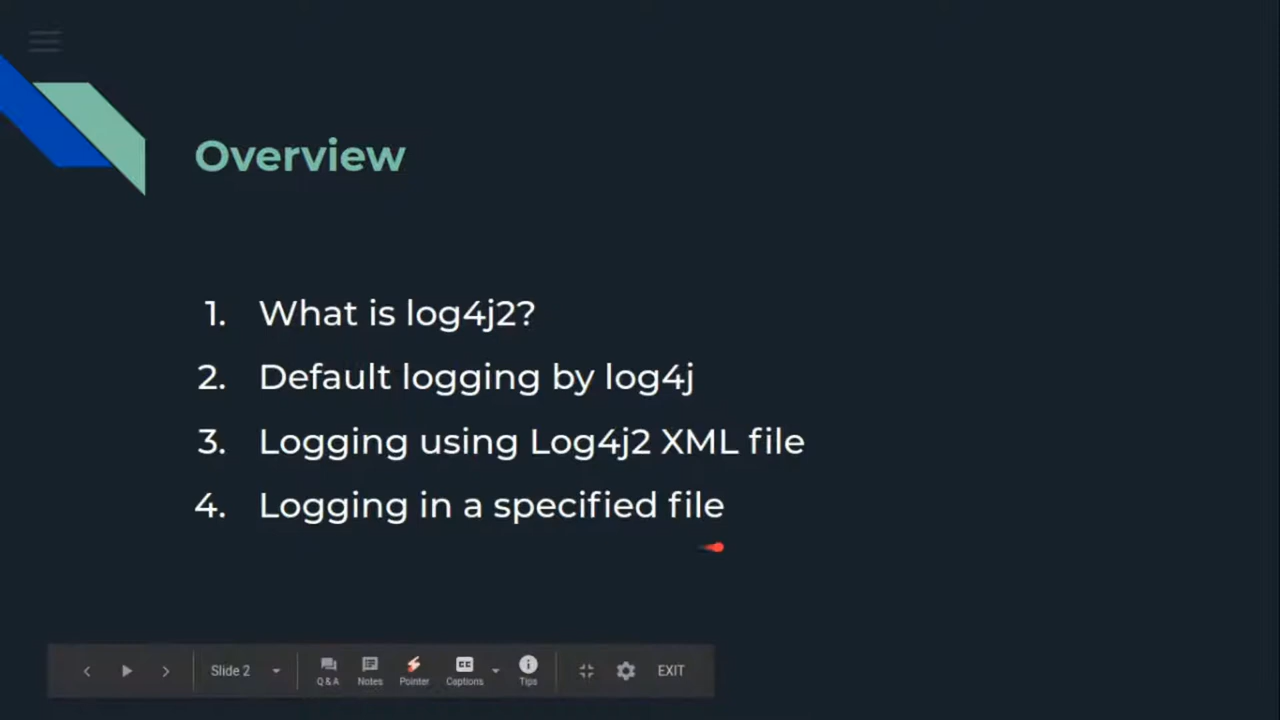 Overview
1. What is log4j2?
2. Default logging by log4j
3. Logging using Log4j2 XML file
4. Logging in a specified file
Slide 2 Q & A Notes Pointer Captions Tips EXIT